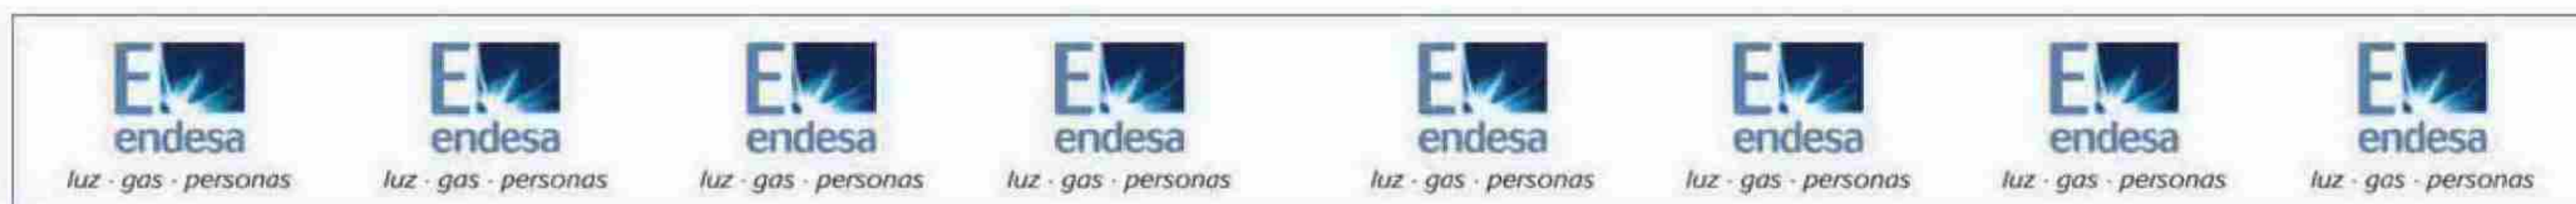 E E E E E E E E
endesa endesa endesa endesa endesa endesa endesa endesa
luz · gas · personas luz · gas · personas luz · gas · personas luz · gas · personas luz · gas · personas luz · gas · personas luz · gas · personas luz · gas · personas